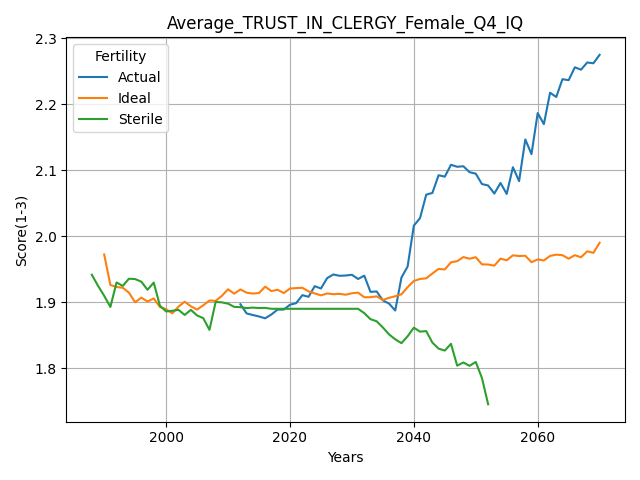 Average_TRUST_IN_CLERGY_Female_Q4_IQ
Fertility
Actual
Ideal
Sterile
Score(1-3)
2.3
2.2
2.1
2.0
1.9
1.8
2000 2020 2040 2060
Years